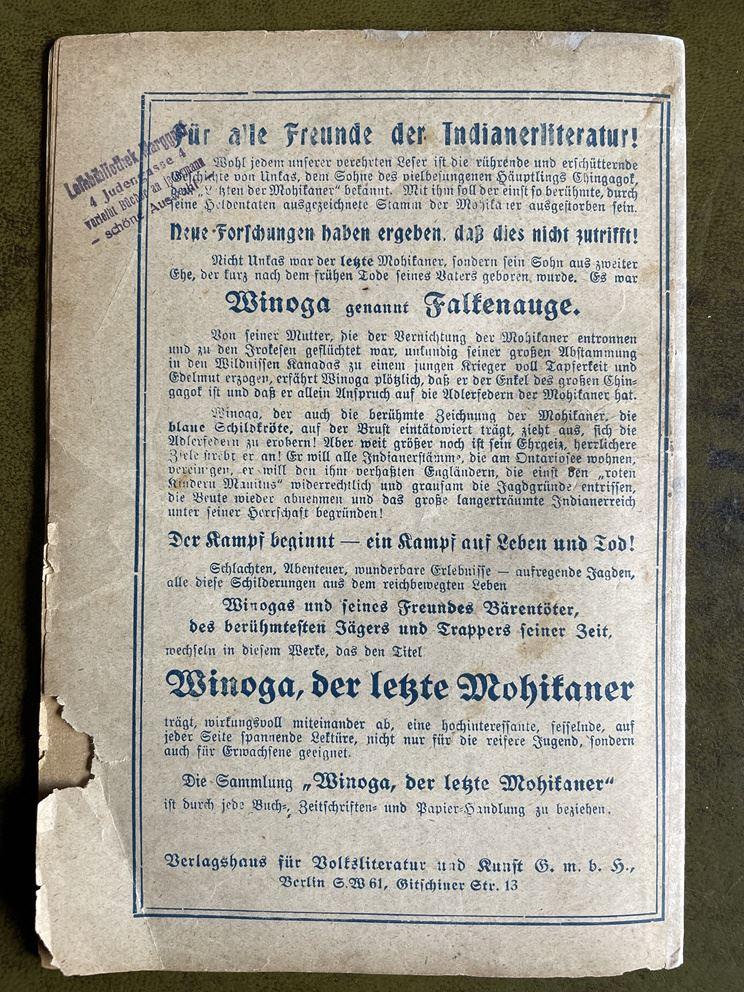 Leihbibliothek
4 Judengasse 4
verleiht Bücher an jedermann
— schöne Auswahl
Für alle Freunde der Indianerliteratur!
Wohl jedem unserer verehrten Leser ist die rührende und erschütternde
Geschichte von Unkas, dem Sohne des vielbesungenen Häuptlings Chingagok,
dem „Letzten der Mohikaner“ bekannt. Mit ihm soll der einst so berühmte, durch
seine Heldentaten ausgezeichnete Stamm der Mohikaner ausgestorben sein.
Neue Forschungen haben ergeben, daß dies nicht zutrifft!
Nicht Unkas war der letzte Mohikaner, sondern sein Sohn aus zweiter
Ehe, der kurz nach dem frühen Tode seines Vaters geboren wurde. Es war
Winoga genannt Falkenauge.
Von seiner Mutter, die der Vernichtung der Mohikaner entronnen
und zu den Irokesen geflüchtet war, unkundig seiner großen Abstammung
in den Wildnissen Kanadas zu einem jungen Krieger voll Tapferkeit und
Edelmut erzogen, erfährt Winoga plötzlich, daß er der Enkel des großen Chin-
gagok ist und daß er allein Anspruch auf die Adlerfedern der Mohikaner hat.
Winoga, der auch die berühmte Zeichnung der Mohikaner, die
blaue Schildkröte, auf der Brust eintätowiert trägt, zieht aus, sich die
Adlerfedern zu erobern! Aber weit größer noch ist sein Ehrgeiz, herrlichere
Ziele strebt er an! Er will alle Indianerstämme, die am Ontariosee wohnen,
vereinigen, er will den ihm verhaßten Engländern, die einst den „roten
Kindern Manitus“ widerrechtlich und grausam die Jagdgründe entrissen,
die Beute wieder abnehmen und das große langerträumte Indianerreich
unter seiner Herrschaft begründen!
Der Kampf beginnt — ein Kampf auf Leben und Tod!
Schlachten, Abenteuer, wunderbare Erlebnisse — aufregende Jagden,
alle diese Schilderungen aus dem reichbewegten Leben
Winogas und seines Freundes Bärentöter,
des berühmtesten Jägers und Trappers seiner Zeit,
wechseln in diesem Werke, das den Titel
Winoga, der letzte Mohikaner
trägt, wirkungsvoll miteinander ab, eine hochinteressante, fesselnde, auf
jeder Seite spannende Lektüre, nicht nur für die reifere Jugend, sondern
auch für Erwachsene geeignet.
Die Sammlung „Winoga, der letzte Mohikaner“
ist durch jede Buch-, Zeitschriften- und Papier-Handlung zu beziehen.
Verlagshaus für Volksliteratur und Kunst G. m. b. H.,
Berlin S.W 61, Gitschiner Str. 13